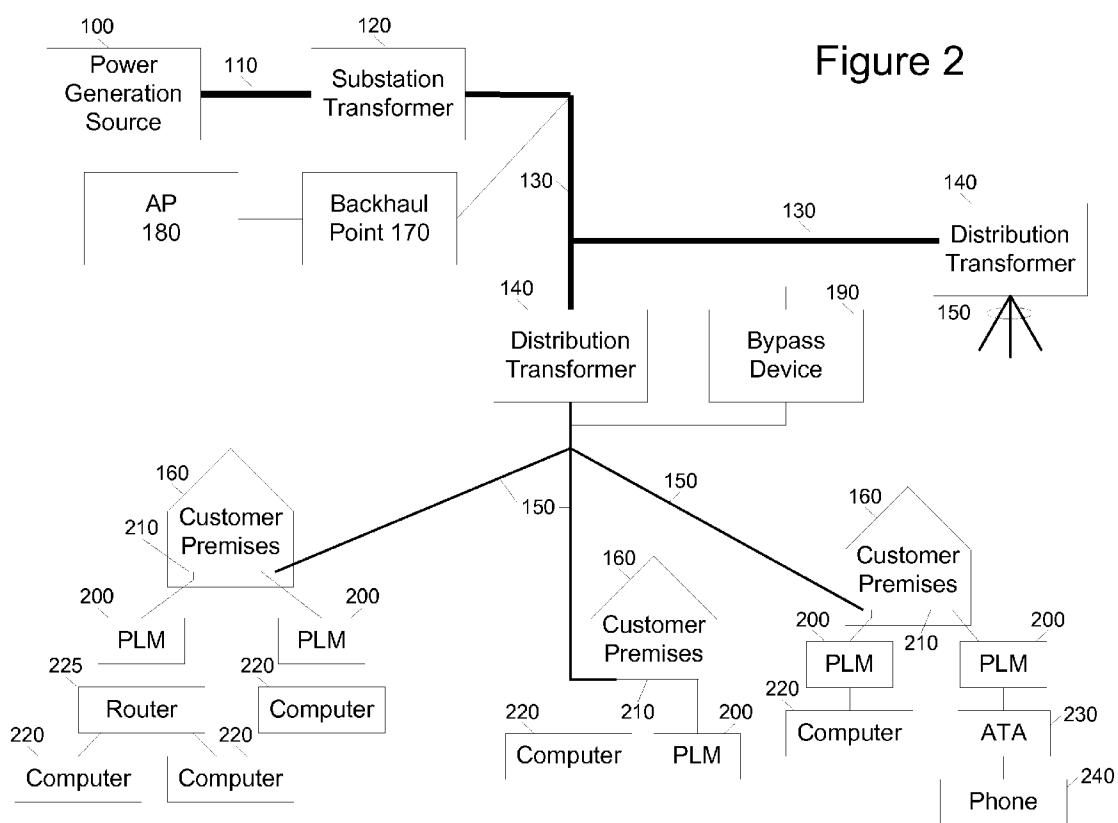 Figure 2
100
120
110
Power
Generation
Source
Substation
Transformer
AP
180
Backhaul
Point 170
130
130
140
Distribution
Transformer
150
140
190
Distribution
Transformer
Bypass
Device
160
210
Customer
Premises
150
150
160
160
Customer
Premises
Customer
Premises
200
200
PLM
PLM
225
220
Router
Computer
220
220
Computer
Computer
220
210
200
Computer
PLM
200
210
200
PLM
PLM
220
230
Computer
ATA
240
Phone